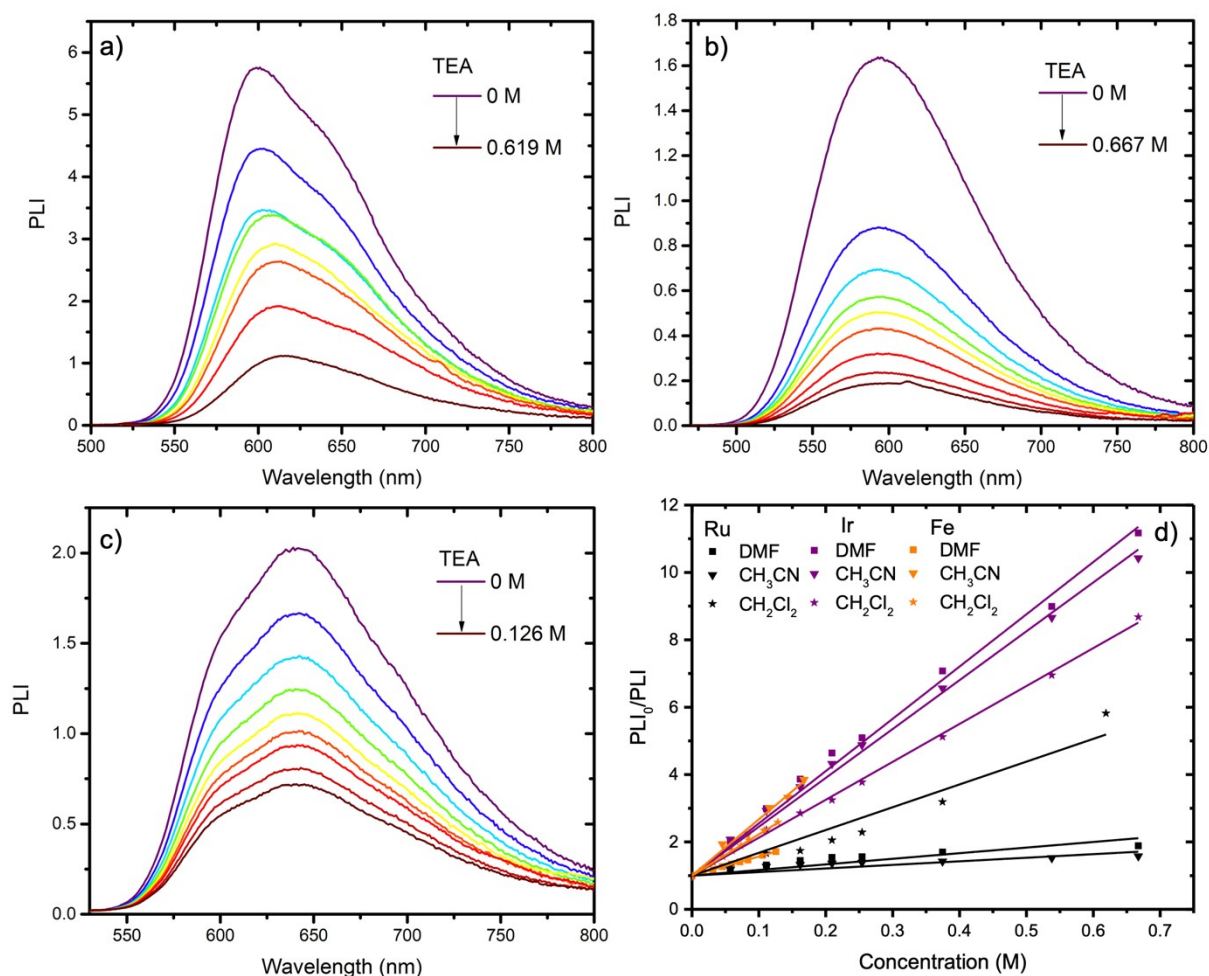 a)
TEA
0 M
0.619 M
PLI
6
5
4
3
2
1
0
500 550 600 650 700 750 800
Wavelength (nm)
b)
TEA
0 M
0.667 M
PLI
1.8
1.6
1.4
1.2
1.0
0.8
0.6
0.4
0.2
0.0
500 550 600 650 700 750 800
Wavelength (nm)
c)
TEA
0 M
0.126 M
PLI
2.0
1.5
1.0
0.5
0.0
550 600 650 700 750 800
Wavelength (nm)
d)
Ru Ir Fe
DMF DMF DMF
CH₃CN CH₃CN CH₃CN
CH₂Cl₂ CH₂Cl₂ CH₂Cl₂
PLI₀/PLI
12
10
8
6
4
2
0
0.0 0.1 0.2 0.3 0.4 0.5 0.6 0.7
Concentration (M)